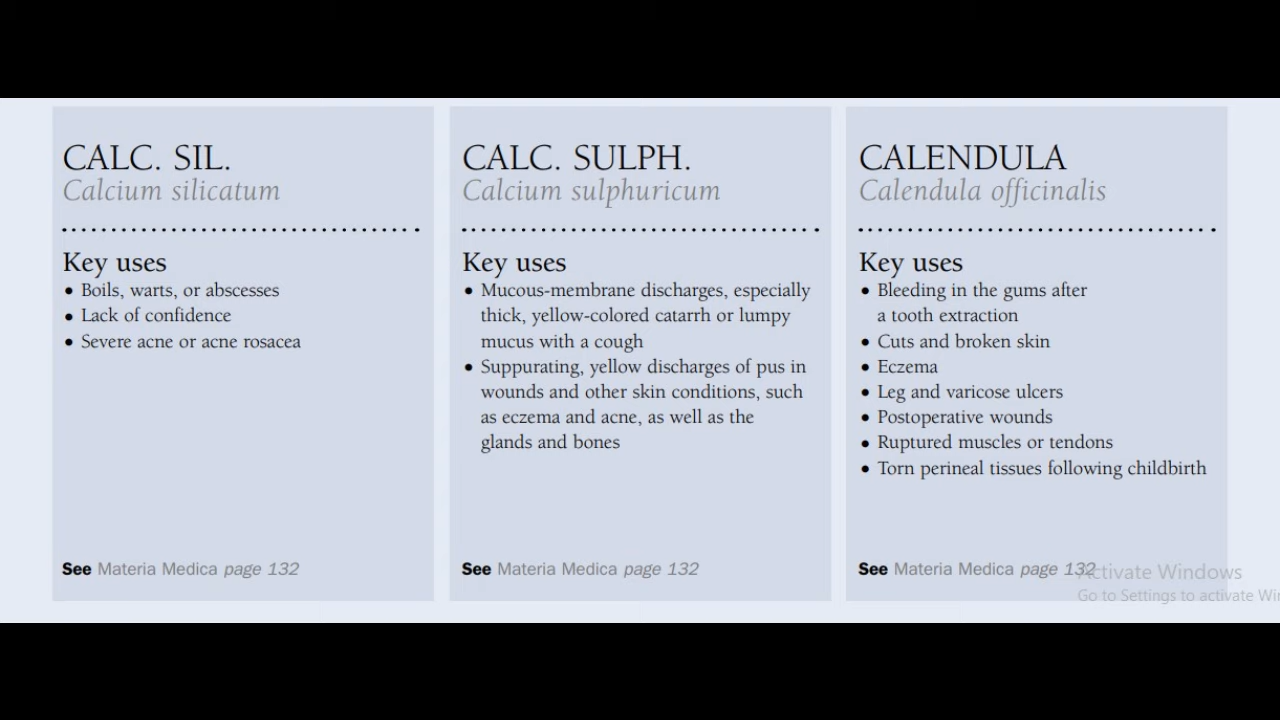 CALC. SIL.
Calcium silicatum
Key uses
• Boils, warts, or abscesses
• Lack of confidence
• Severe acne or acne rosacea
See Materia Medica page 132
CALC. SULPH.
Calcium sulphuricum
Key uses
• Mucous-membrane discharges, especially
thick, yellow-colored catarrh or lumpy
mucus with a cough
• Suppurating, yellow discharges of pus in
wounds and other skin conditions, such
as eczema and acne, as well as the
glands and bones
See Materia Medica page 132
CALENDULA
Calendula officinalis
Key uses
• Bleeding in the gums after
a tooth extraction
• Cuts and broken skin
• Eczema
• Leg and varicose ulcers
• Postoperative wounds
• Ruptured muscles or tendons
• Torn perineal tissues following childbirth
See Materia Medica page 132
Activate Windows
Go to Settings to activate Win